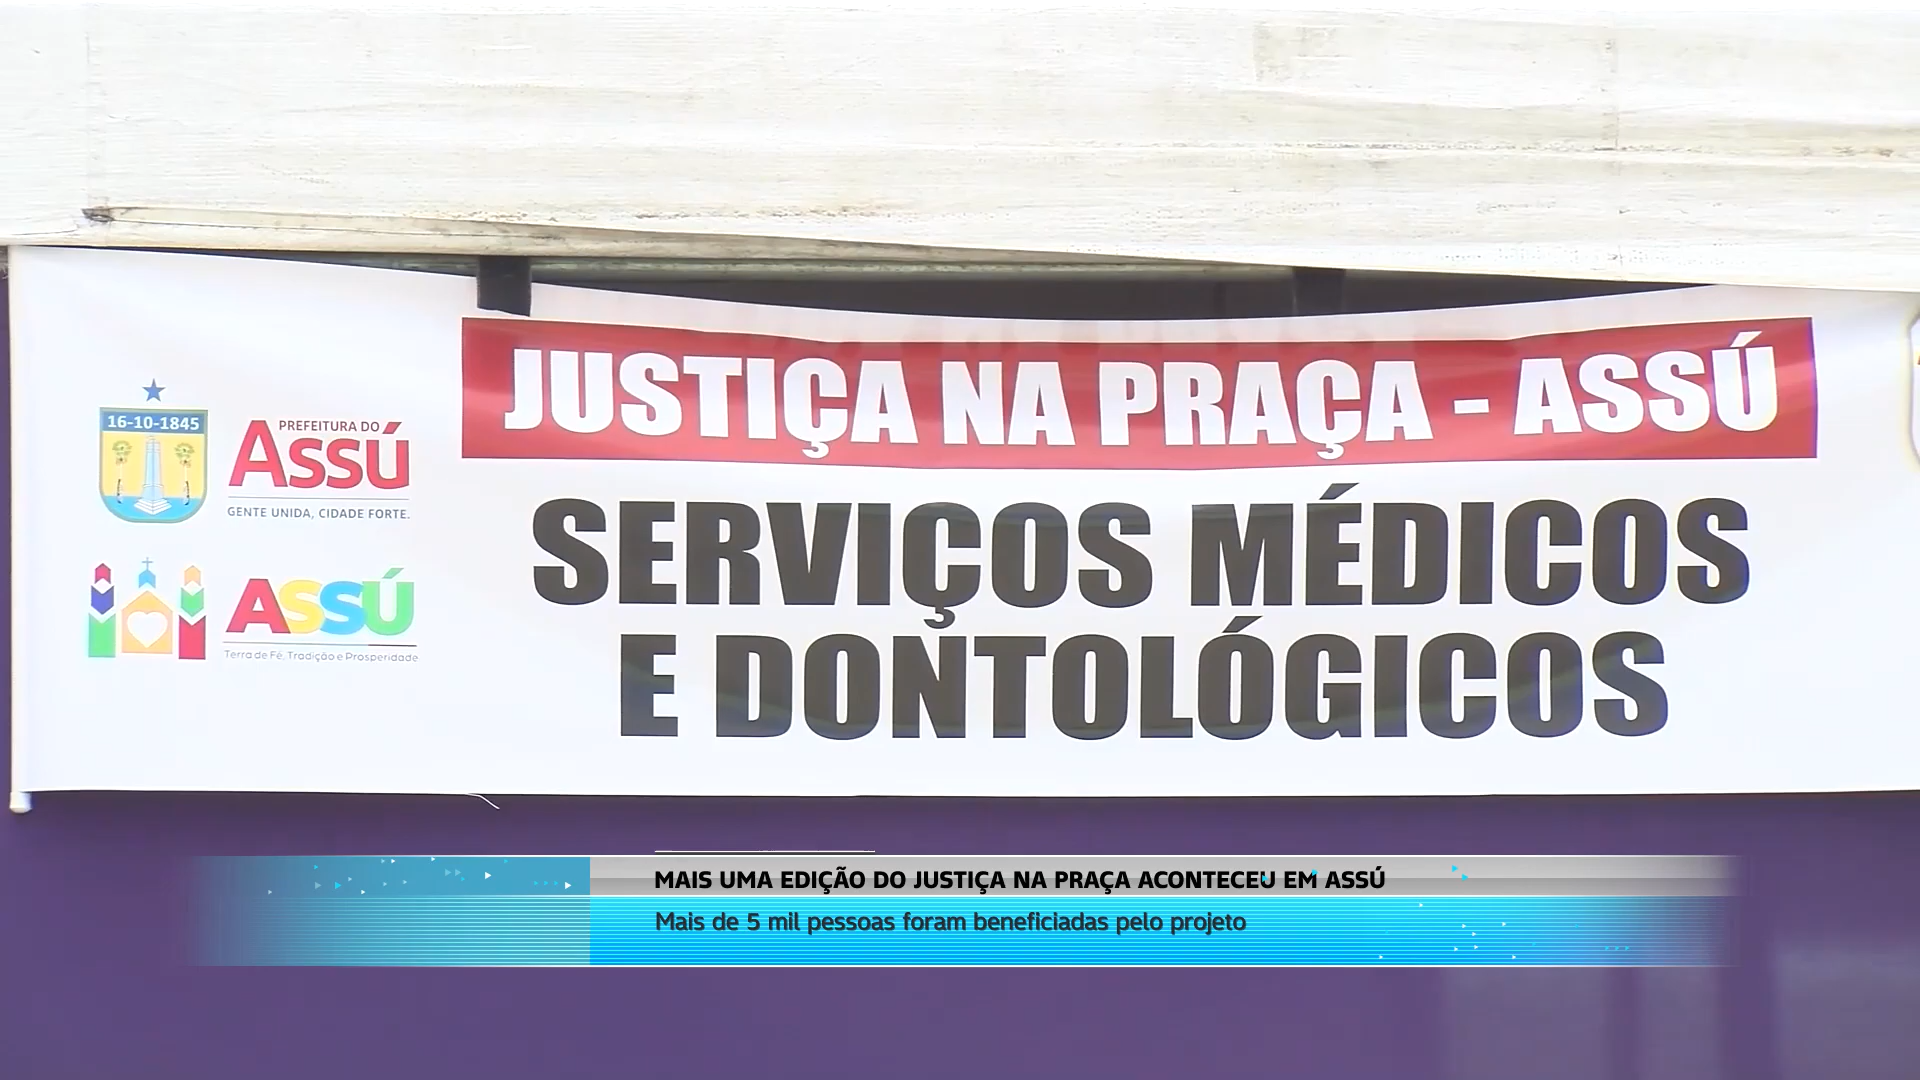 JUSTIÇA NA PRAÇA - ASSÚ
SERVIÇOS MÉDICOS
E DONTOLÓGICOS
16-10-1845
PREFEITURA DO
ASSÚ
GENTE UNIDA, CIDADE FORTE.
ASSÚ
Terra de Fé, Tradição e Prosperidade
MAIS UMA EDIÇÃO DO JUSTIÇA NA PRAÇA ACONTECEU EM ASSÚ
Mais de 5 mil pessoas foram beneficiadas pelo projeto